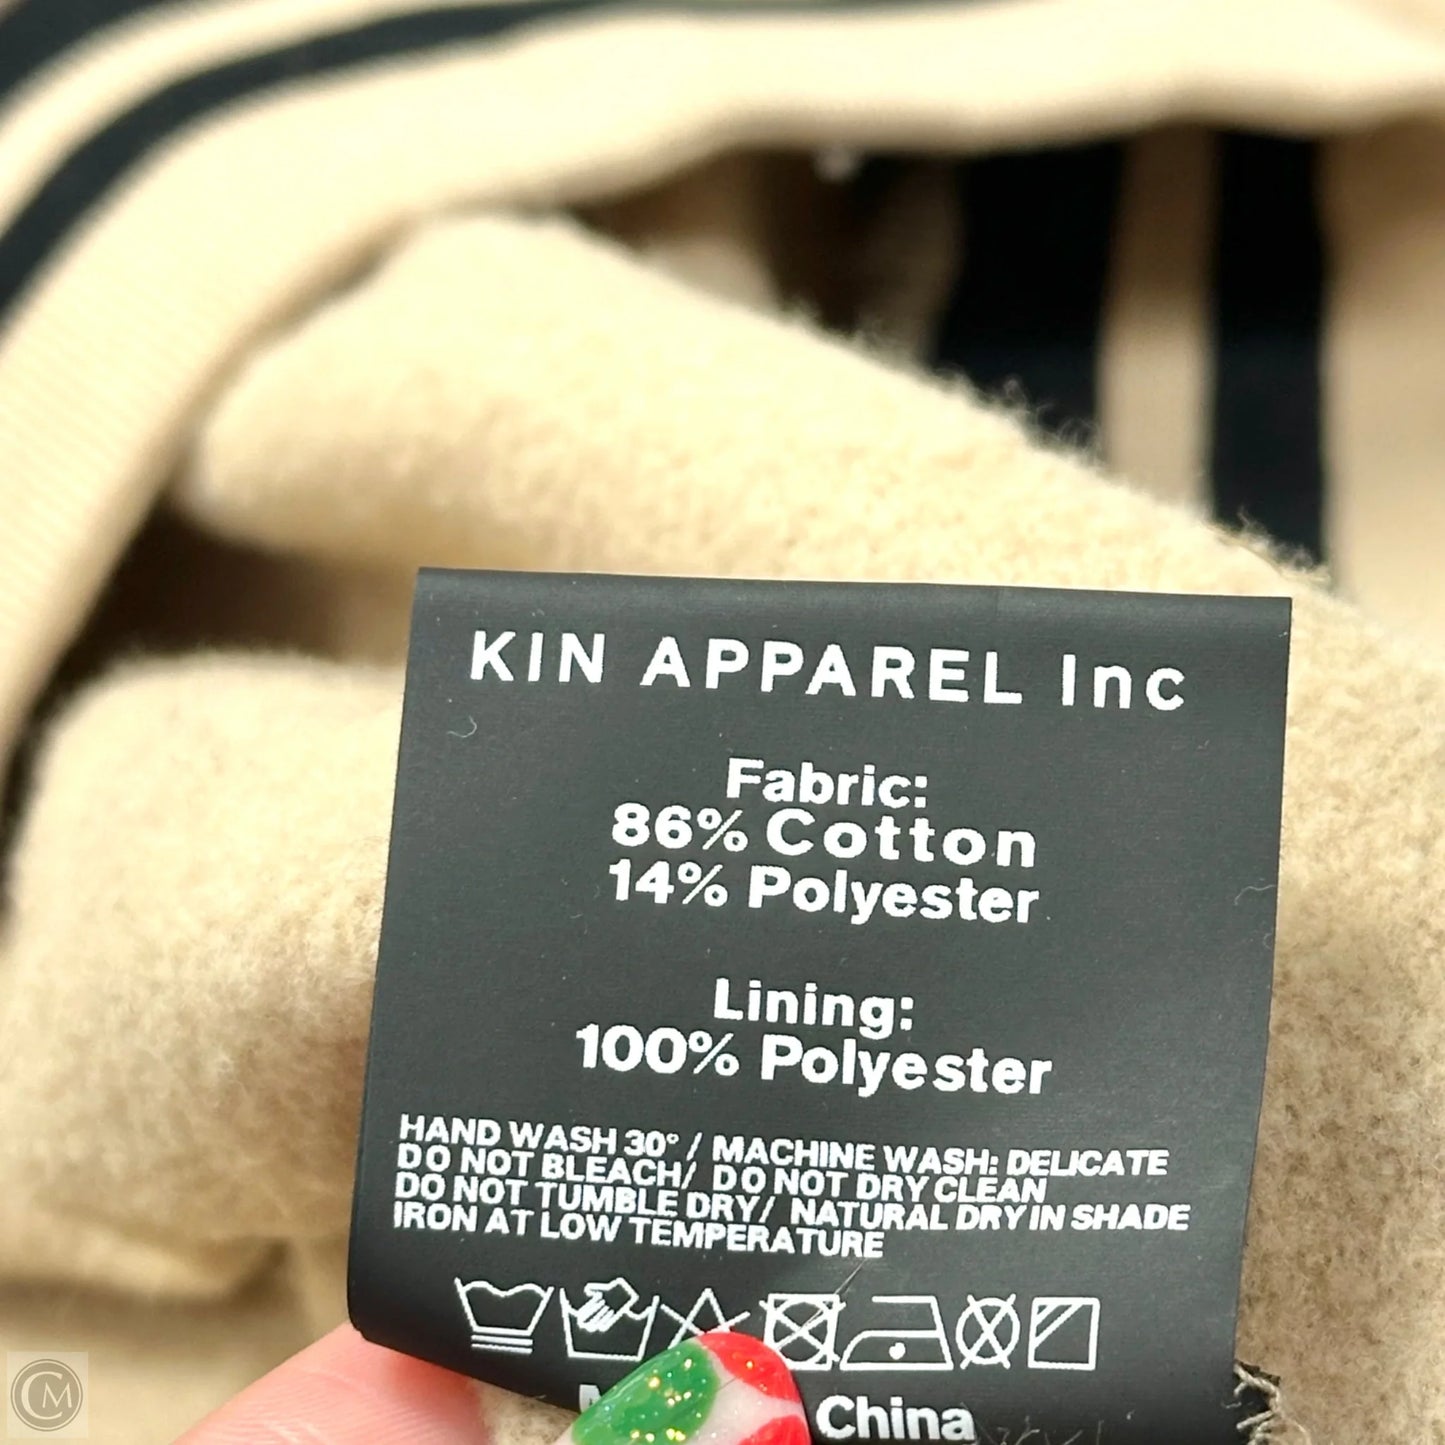 KIN APPAREL Inc
Fabric:
86% Cotton
14% Polyester
Lining:
100% Polyester
HAND WASH 30° / MACHINE WASH: DELICATE
DO NOT BLEACH/ DO NOT DRY CLEAN
DO NOT TUMBLE DRY/ NATURAL DRY IN SHADE
IRON AT LOW TEMPERATURE
China
CM